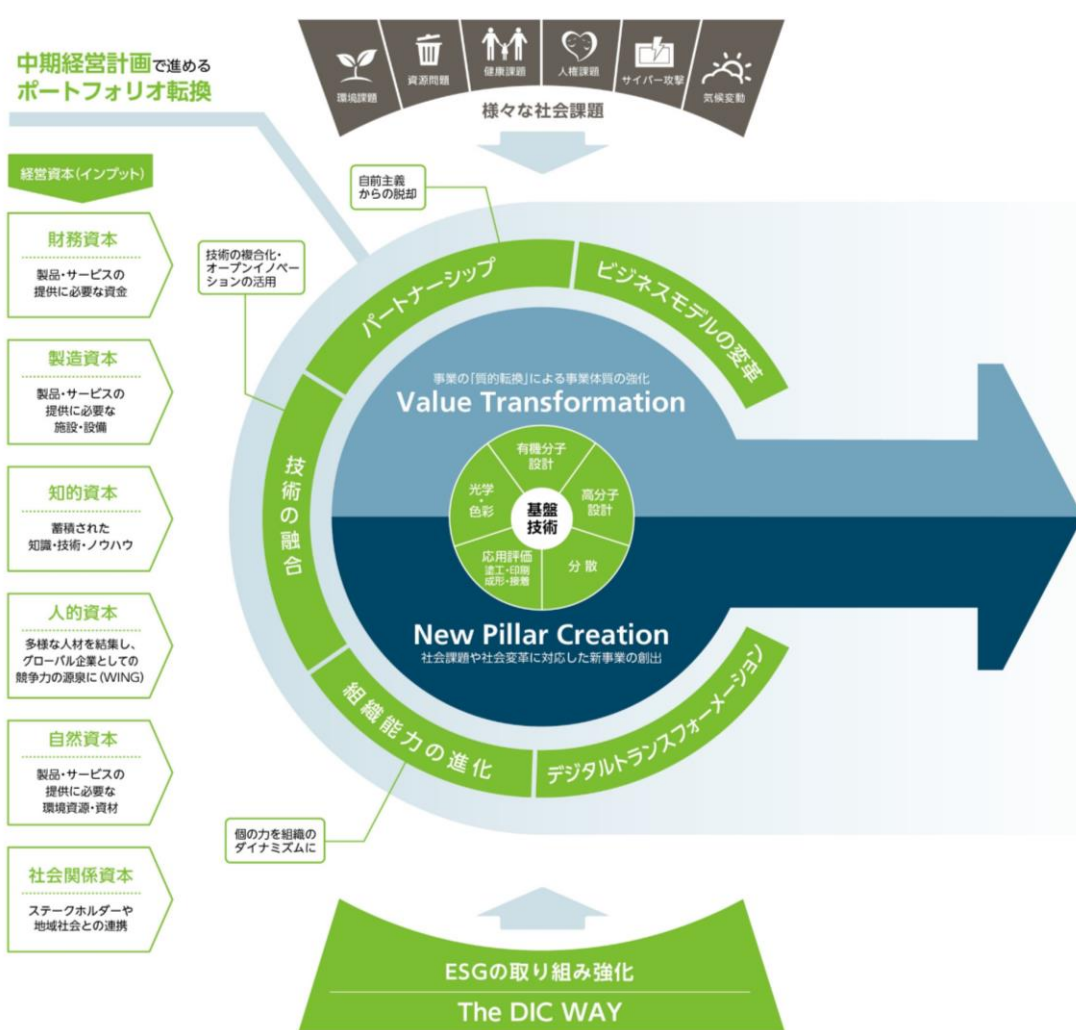 中期経営計画で進める
ポートフォリオ転換
環境課題
資源問題
健康課題
人権課題
サイバー攻撃
気候変動
様々な社会課題
経営資本(インプット)
財務資本
製品・サービスの
提供に必要な資金
製造資本
製品・サービスの
提供に必要な
施設・設備
知的資本
蓄積された
知識・技術・ノウハウ
人的資本
多様な人材を結集し、
グローバル企業としての
競争力の源泉に(WING)
自然資本
製品・サービスの
提供に必要な
環境資源・資材
社会関係資本
ステークホルダーや
地域社会との連携
自前主義
からの脱却
技術の複合化・
オープンイノベー
ションの活用
パートナーシップ
ビジネスモデルの変革
技術の融合
組織能力の進化
デジタルトランスフォーメーション
個の力を組織の
ダイナミズムに
事業の「質的転換」による事業体質の強化
Value Transformation
有機分子
設計
光学
・
色彩
高分子
設計
基盤
技術
応用評価
塗工・印刷
成形・接着
分散
New Pillar Creation
社会課題や社会変革に対応した新事業の創出
ESGの取り組み強化
The DIC WAY